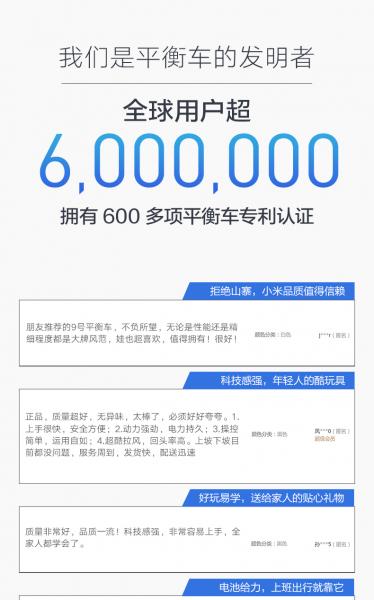 我们是平衡车的发明者
全球用户超
6,000,000
拥有 600 多项平衡车专利认证
拒绝山寨，小米品质值得信赖
朋友推荐的9号平衡车，不负所望，无论是性能还是精
细程度都是大牌风范，娃也超喜欢，值得拥有！很好！
颜色分类：白色
j***r（匿名）
科技感强，年轻人的酷玩具
正品，质量超好，无异味，太棒了，必须好好夸夸。1.
上手很快，安全方便；2.动力强劲，电力持久；3.操控
简单，运用自如；4.超酷拉风，回头率高。上坡下坡目
前都没问题，服务周到，发货快，配送迅速
颜色分类：黑色
凤***0（匿名）
超级会员
好玩易学，送给家人的贴心礼物
质量非常好，品质一流！科技感强，非常容易上手，全
家人都学会了。
颜色分类：黑色
孙***5（匿名）
电池给力，上班出行就靠它